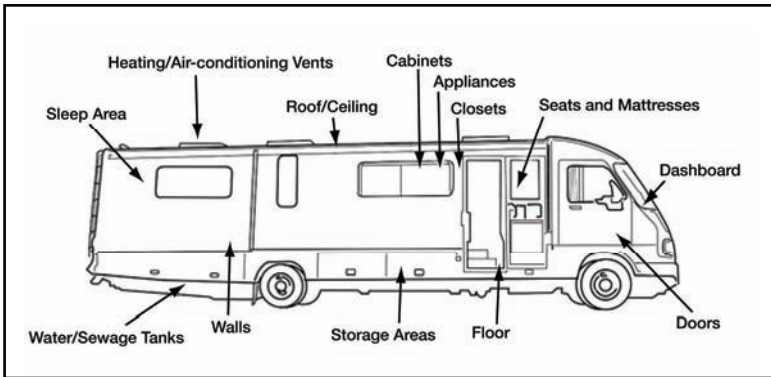 Heating/Air-conditioning Vents
Cabinets
Appliances
Closets
Roof/Ceiling
Seats and Mattresses
Sleep Area
Dashboard
Water/Sewage Tanks
Walls
Storage Areas
Floor
Doors